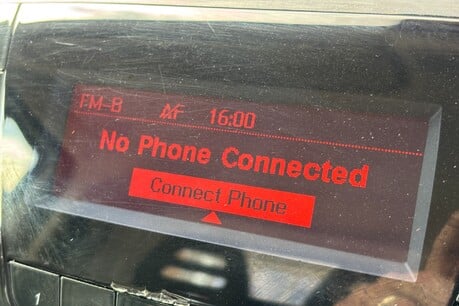 FM-B AF 16:00
No Phone Connected
Connect Phone